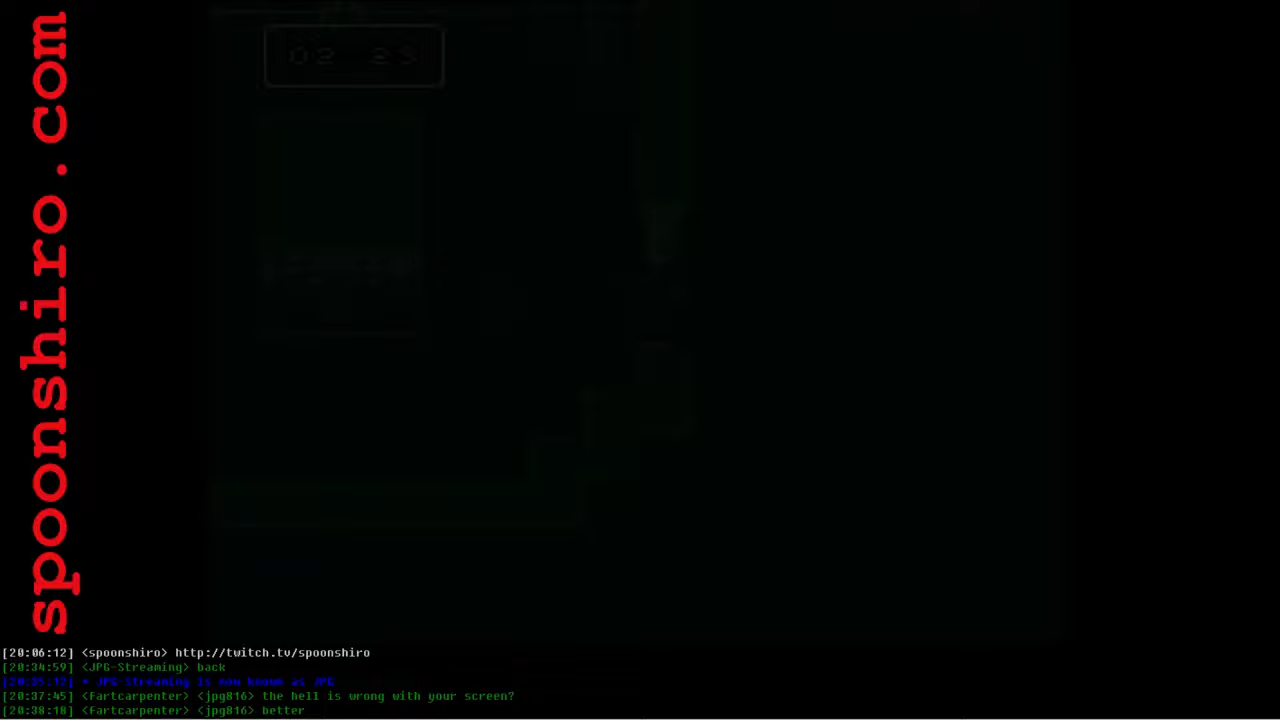 spoonshiro.com
02 23
[20:06:12] <spoonshiro> http://twitch.tv/spoonshiro
[20:34:59] <JPG-Streaming> back
[20:35:12] * JPG-Streaming is now known as JPG
[20:37:45] <Fartcarpenter> <jpg816> the hell is wrong with your screen?
[20:38:18] <Fartcarpenter> <jpg816> better